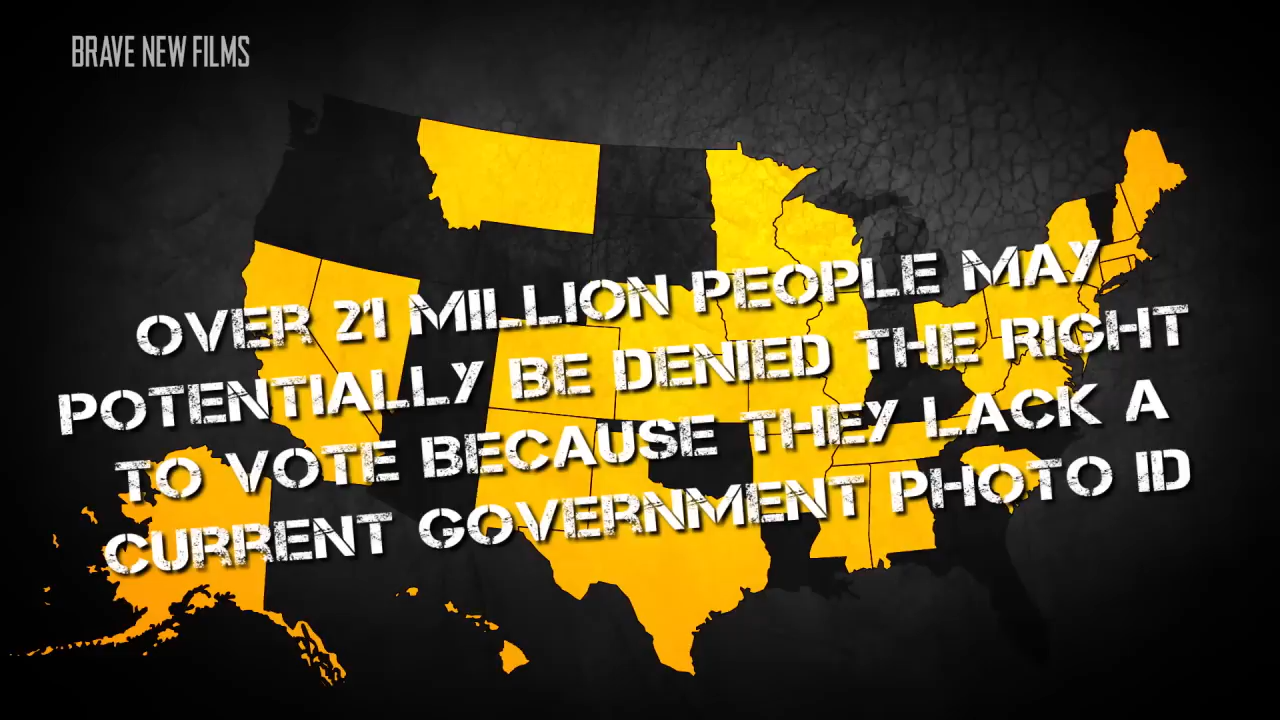 BRAVE NEW FILMS
OVER 21 MILLION PEOPLE MAY
POTENTIALLY BE DENIED THE RIGHT
TO VOTE BECAUSE THEY LACK A
CURRENT GOVERNMENT PHOTO ID